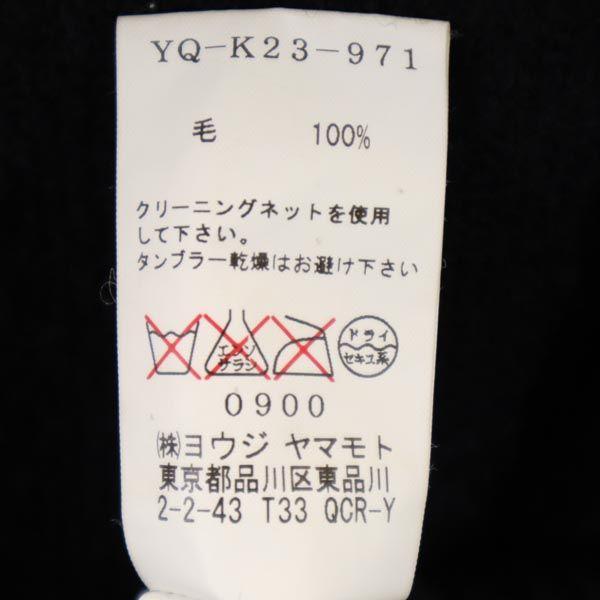 YQ-K23-971
毛 100%
クリーニングネットを使用
して下さい。
タンブラー乾燥はお避け下さい
エンソ
サラシ
ドライ
セキユ系
0900
㈱ヨウジ ヤマモト
東京都品川区東品川
2-2-43 T33 QCR-Y